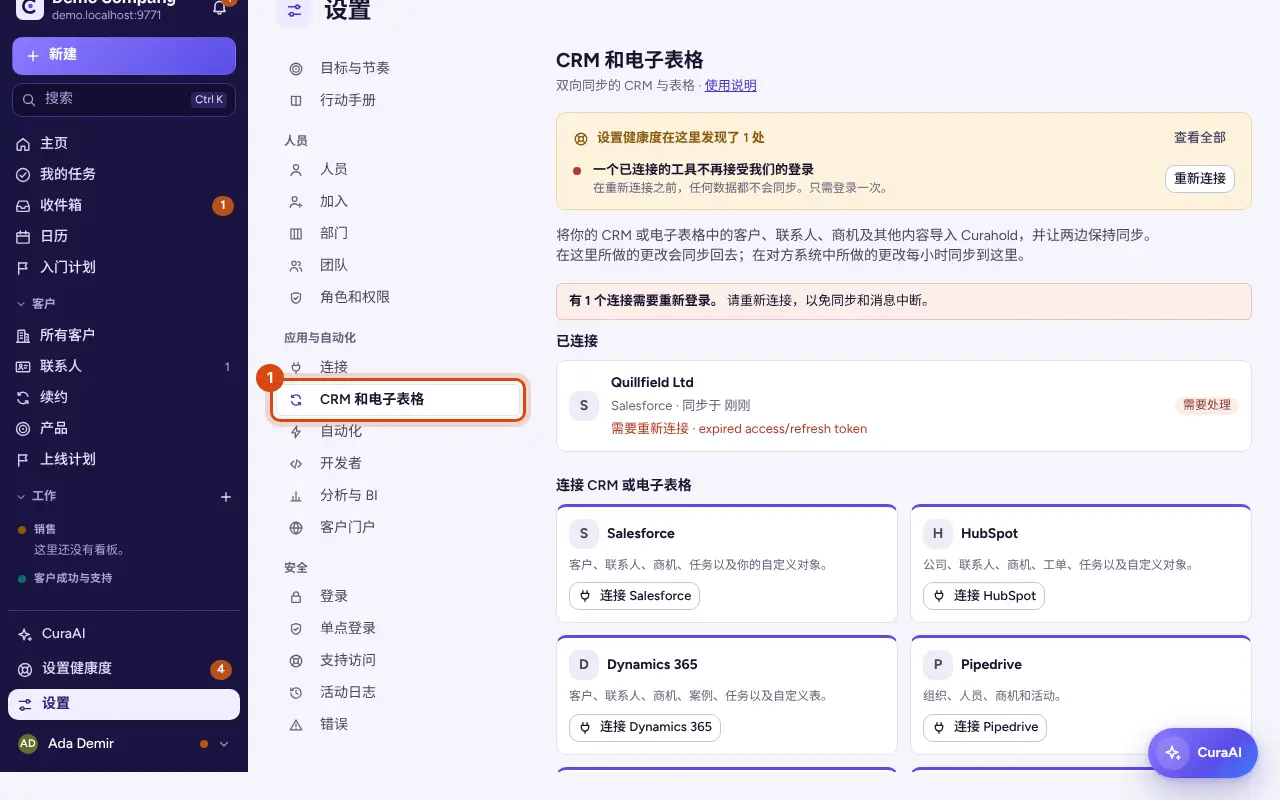 demo.localhost:9771
新建
搜索
Ctrl K
主页
我的任务
收件箱
1
日历
入门计划
客户
所有客户
联系人
1
续约
产品
上线计划
工作
销售
这里还没有看板。
客户成功与支持
CuraAI
设置健康度
4
设置
AD
Ada Demir
设置
目标与节奏
行动手册
人员
人员
加入
部门
团队
角色和权限
应用与自动化
连接
1
CRM 和电子表格
自动化
开发者
分析与 BI
客户门户
安全
登录
单点登录
支持访问
活动日志
错误
CRM 和电子表格
双向同步的 CRM 与表格 · 使用说明
设置健康度在这里发现了 1 处
查看全部
一个已连接的工具不再接受我们的登录
在重新连接之前，任何数据都不会同步。只需登录一次。
重新连接
将你的 CRM 或电子表格中的客户、联系人、商机及其他内容导入 Curahold，并让两边保持同步。
在这里所做的更改会同步回去；在对方系统中所做的更改每小时同步到这里。
有 1 个连接需要重新登录。 请重新连接，以免同步和消息中断。
已连接
S
Quillfield Ltd
Salesforce · 同步于 刚刚
需要重新连接 · expired access/refresh token
需要处理
连接 CRM 或电子表格
S
Salesforce
客户、联系人、商机、任务以及你的自定义对象。
连接 Salesforce
H
HubSpot
公司、联系人、商机、工单、任务以及自定义对象。
连接 HubSpot
D
Dynamics 365
客户、联系人、商机、案例、任务以及自定义表。
连接 Dynamics 365
P
Pipedrive
组织、人员、商机和活动。
连接 Pipedrive
CuraAI